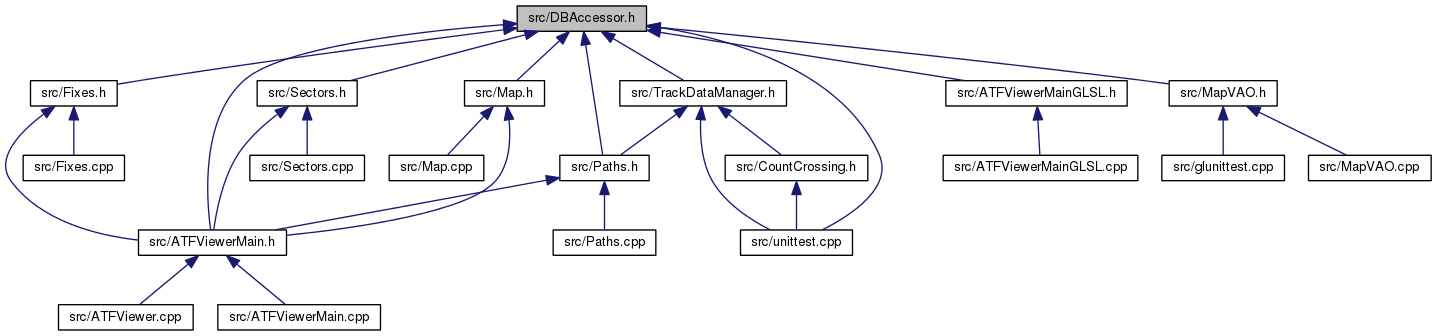 src/DBAccessor.h
src/Fixes.h
src/Sectors.h
src/Map.h
src/TrackDataManager.h
src/ATFViewerMainGLSL.h
src/MapVAO.h
src/Fixes.cpp
src/Sectors.cpp
src/Map.cpp
src/Paths.h
src/CountCrossing.h
src/ATFViewerMainGLSL.cpp
src/glunittest.cpp
src/MapVAO.cpp
src/ATFViewerMain.h
src/Paths.cpp
src/unittest.cpp
src/ATFViewer.cpp
src/ATFViewerMain.cpp